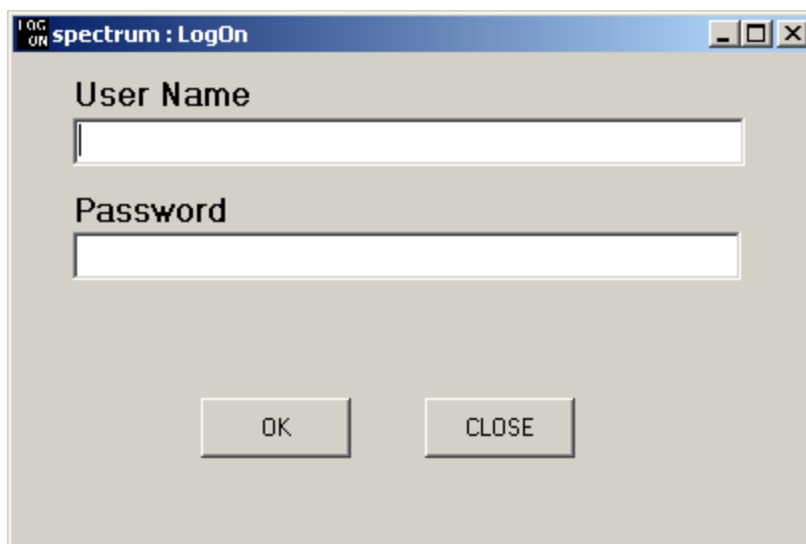 LOG
ON
spectrum : LogOn
User Name
Password
OK
CLOSE